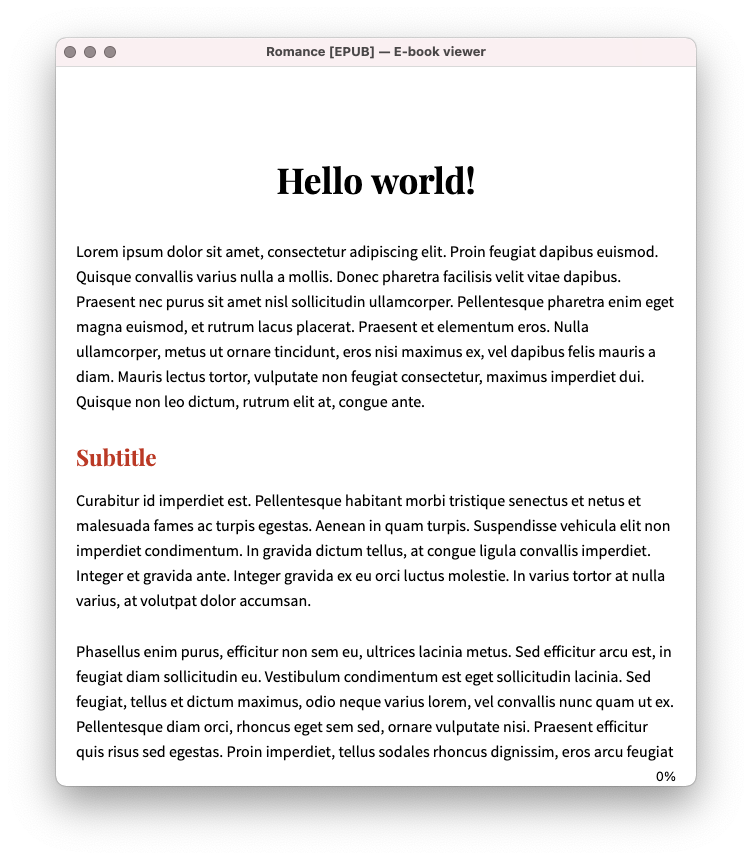 Romance [EPUB] — E-book viewer
Hello world!
Lorem ipsum dolor sit amet, consectetur adipiscing elit. Proin feugiat dapibus euismod.
Quisque convallis varius nulla a mollis. Donec pharetra facilisis velit vitae dapibus.
Praesent nec purus sit amet nisl sollicitudin ullamcorper. Pellentesque pharetra enim eget
magna euismod, et rutrum lacus placerat. Praesent et elementum eros. Nulla
ullamcorper, metus ut ornare tincidunt, eros nisi maximus ex, vel dapibus felis mauris a
diam. Mauris lectus tortor, vulputate non feugiat consectetur, maximus imperdiet dui.
Quisque non leo dictum, rutrum elit at, congue ante.
Subtitle
Curabitur id imperdiet est. Pellentesque habitant morbi tristique senectus et netus et
malesuada fames ac turpis egestas. Aenean in quam turpis. Suspendisse vehicula elit non
imperdiet condimentum. In gravida dictum tellus, at congue ligula convallis imperdiet.
Integer et gravida ante. Integer gravida ex eu orci luctus molestie. In varius tortor at nulla
varius, at volutpat dolor accumsan.
Phasellus enim purus, efficitur non sem eu, ultrices lacinia metus. Sed efficitur arcu est, in
feugiat diam sollicitudin eu. Vestibulum condimentum est eget sollicitudin lacinia. Sed
feugiat, tellus et dictum maximus, odio neque varius lorem, vel convallis nunc quam ut ex.
Pellentesque diam orci, rhoncus eget sem sed, ornare vulputate nisi. Praesent efficitur
quis risus sed egestas. Proin imperdiet, tellus sodales rhoncus dignissim, eros arcu feugiat
0%